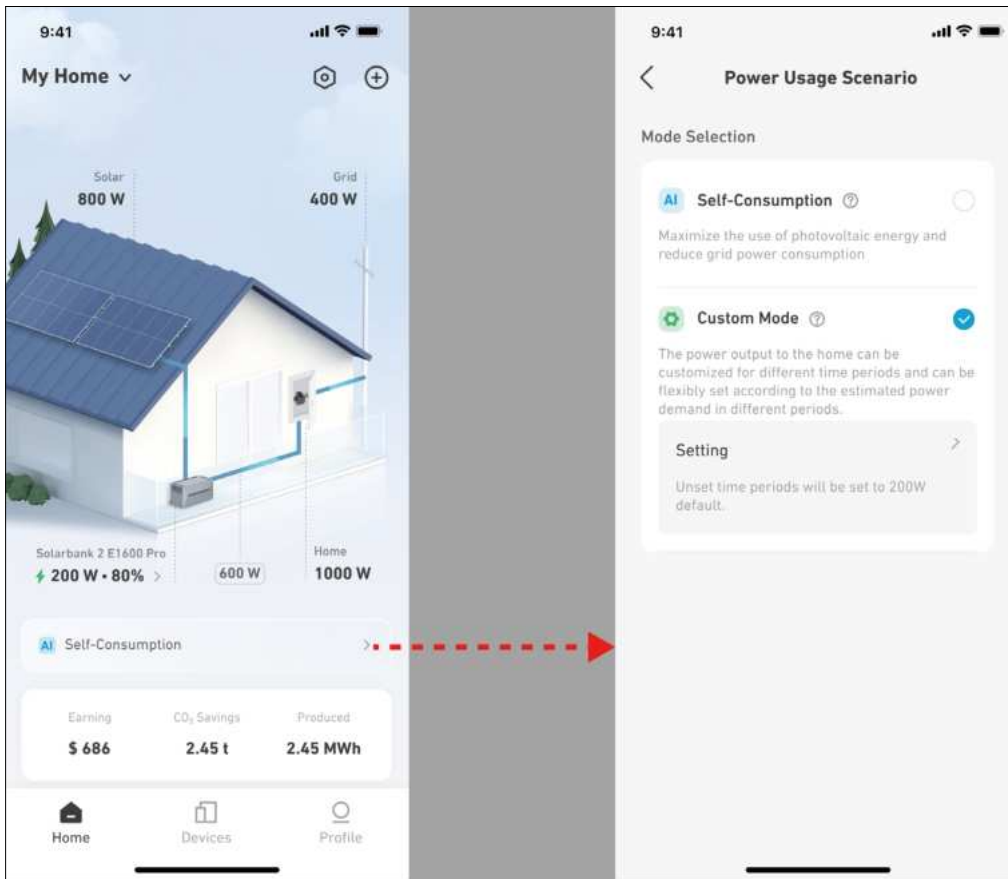 9:41
My Home
Solar
800 W
Grid
400 W
Solarbank 2 E1600 Pro
200 W • 80%
600 W
Home
1000 W
AI Self-Consumption
Earning
CO₂ Savings
Produced
$ 686
2.45 t
2.45 MWh
Home
Devices
Profile
9:41
Power Usage Scenario
Mode Selection
AI Self-Consumption
Maximize the use of photovoltaic energy and
reduce grid power consumption
Custom Mode
The power output to the home can be
customized for different time periods and can be
flexibly set according to the estimated power
demand in different periods.
Setting
Unset time periods will be set to 200W
default.